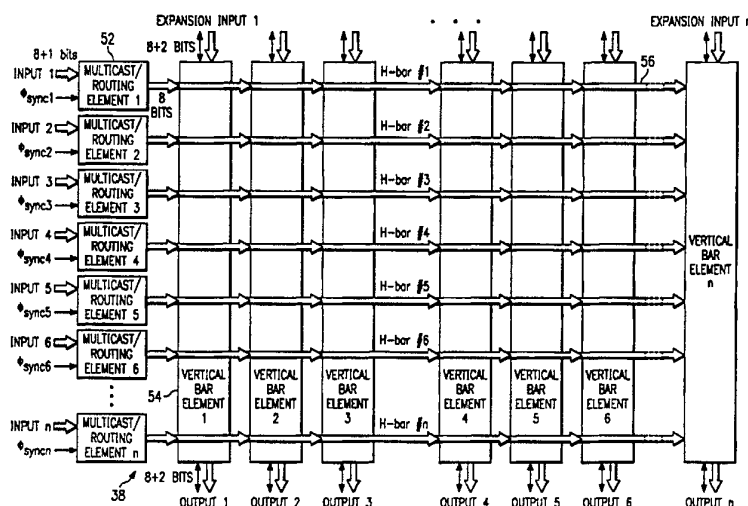 EXPANSION INPUT 1
EXPANSION INPUT n
52
8+1 bits
8+2 BITS
56
INPUT 1
MULTICAST/
ROUTING
ELEMENT 1
Φsync1
8
BITS
H-bar #1
INPUT 2
MULTICAST/
ROUTING
ELEMENT 2
Φsync2
H-bar #2
INPUT 3
MULTICAST/
ROUTING
ELEMENT 3
Φsync3
H-bar #3
INPUT 4
MULTICAST/
ROUTING
ELEMENT 4
Φsync4
H-bar #4
VERTICAL
BAR
ELEMENT
n
INPUT 5
MULTICAST/
ROUTING
ELEMENT 5
Φsync5
H-bar #5
INPUT 6
MULTICAST/
ROUTING
ELEMENT 6
Φsync6
H-bar #6
54
VERTICAL
BAR
ELEMENT
1
VERTICAL
BAR
ELEMENT
2
VERTICAL
BAR
ELEMENT
3
VERTICAL
BAR
ELEMENT
4
VERTICAL
BAR
ELEMENT
5
VERTICAL
BAR
ELEMENT
6
INPUT n
MULTICAST/
ROUTING
ELEMENT n
Φsyncn
H-bar #n
38
8+2 BITS
OUTPUT 1
OUTPUT 2
OUTPUT 3
OUTPUT 4
OUTPUT 5
OUTPUT 6
OUTPUT n